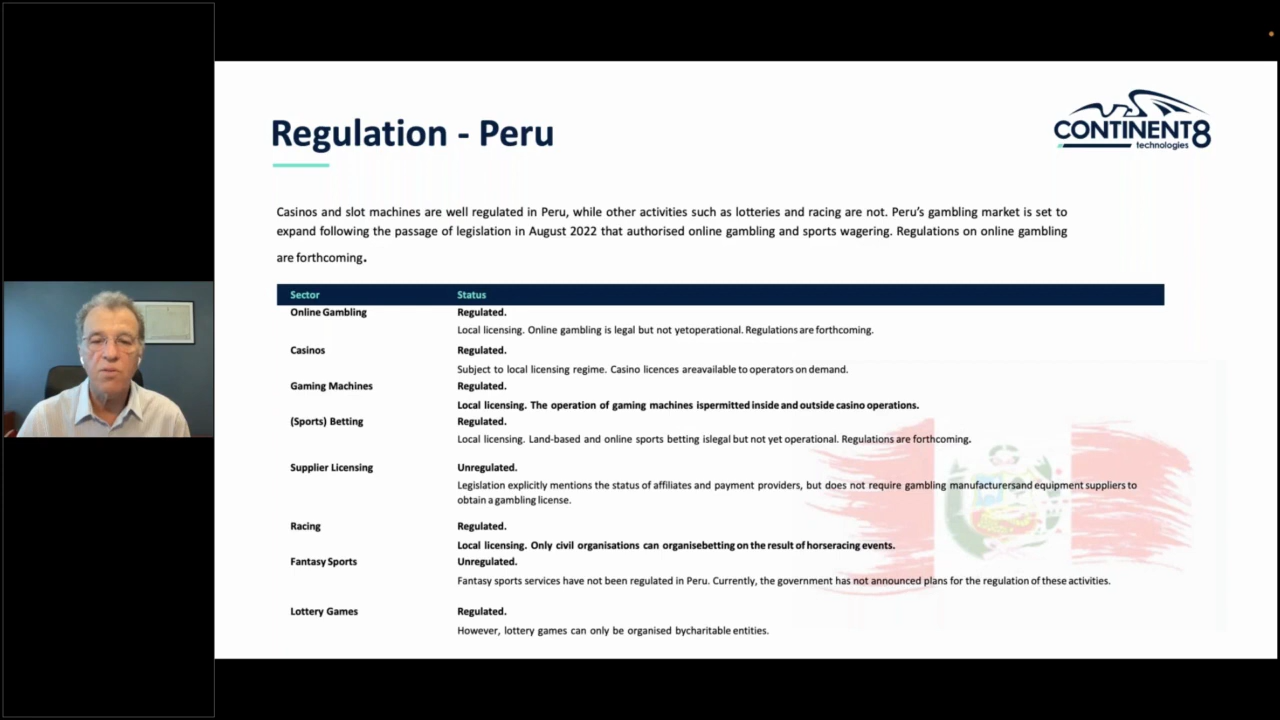 Regulation - Peru
CONTINENT8
technologies
Casinos and slot machines are well regulated in Peru, while other activities such as lotteries and racing are not. Peru's gambling market is set to
expand following the passage of legislation in August 2022 that authorised online gambling and sports wagering. Regulations on online gambling
are forthcoming.
Sector Status
Online Gambling Regulated.
Local licensing. Online gambling is legal but not yetoperational. Regulations are forthcoming.
Casinos Regulated.
Subject to local licensing regime. Casino licences areavailable to operators on demand.
Gaming Machines Regulated.
Local licensing. The operation of gaming machines ispermitted inside and outside casino operations.
(Sports) Betting Regulated.
Local licensing. Land-based and online sports betting islegal but not yet operational. Regulations are forthcoming.
Supplier Licensing Unregulated.
Legislation explicitly mentions the status of affiliates and payment providers, but does not require gambling manufacturersand equipment suppliers to
obtain a gambling license.
Racing Regulated.
Local licensing. Only civil organisations can organisebetting on the result of horseracing events.
Fantasy Sports Unregulated.
Fantasy sports services have not been regulated in Peru. Currently, the government has not announced plans for the regulation of these activities.
Lottery Games Regulated.
However, lottery games can only be organised bycharitable entities.